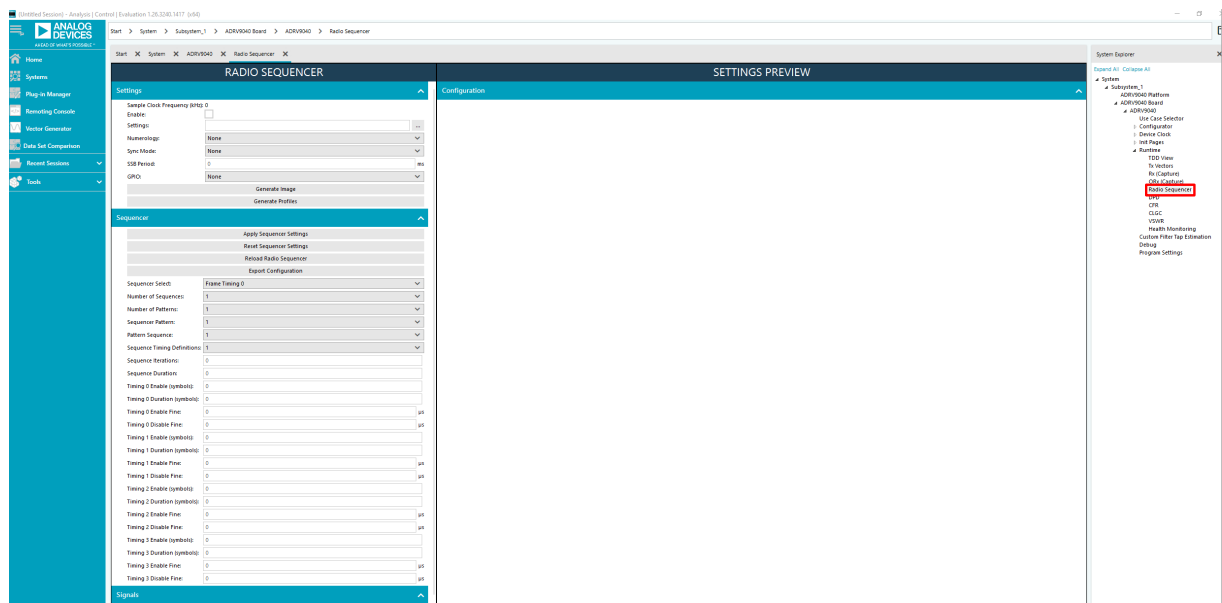 (Untitled Session) - Analysis | Control | Evaluation 1.26.3240.1417 (x64)
ANALOG
DEVICES
AHEAD OF WHAT'S POSSIBLE
Start > System > Subsystem_1 > ADRV9040 Board > ADRV9040 > Radio Sequencer
Home
Systems
Plug-in Manager
Remoting Console
Vector Generator
Data Set Comparison
Recent Sessions
Tools
Start
System
ADRV9040
Radio Sequencer
RADIO SEQUENCER
Settings
Sample Clock Frequency (kHz): 0
Enable:
Settings: ...
Numerology: None
Sync Mode: None
SSB Period: 0 ms
GPIO: None
Generate Image
Generate Profiles
Sequencer
Apply Sequencer Settings
Reset Sequencer Settings
Reload Radio Sequencer
Export Configuration
Sequencer Select: Frame Timing 0
Number of Sequences: 1
Number of Patterns: 1
Sequencer Pattern: 1
Pattern Sequence: 1
Sequence Timing Definitions: 1
Sequence Iterations: 0
Sequence Duration: 0
Timing 0 Enable (symbols): 0
Timing 0 Duration (symbols): 0
Timing 0 Enable Fine: 0 µs
Timing 0 Disable Fine: 0 µs
Timing 1 Enable (symbols): 0
Timing 1 Duration (symbols): 0
Timing 1 Enable Fine: 0 µs
Timing 1 Disable Fine: 0 µs
Timing 2 Enable (symbols): 0
Timing 2 Duration (symbols): 0
Timing 2 Enable Fine: 0 µs
Timing 2 Disable Fine: 0 µs
Timing 3 Enable (symbols): 0
Timing 3 Duration (symbols): 0
Timing 3 Enable Fine: 0 µs
Timing 3 Disable Fine: 0 µs
Signals
SETTINGS PREVIEW
Configuration
System Explorer
Expand All Collapse All
System
Subsystem_1
ADRV9040 Platform
ADRV9040 Board
ADRV9040
Use Case Selector
Configurator
Device Clock
Init Pages
Runtime
TDD View
Tx Vectors
Rx (Capture)
ORx (Capture)
Radio Sequencer
DPD
CFR
CLGC
VSWR
Health Monitoring
Custom Filter Tap Estimation
Debug
Program Settings